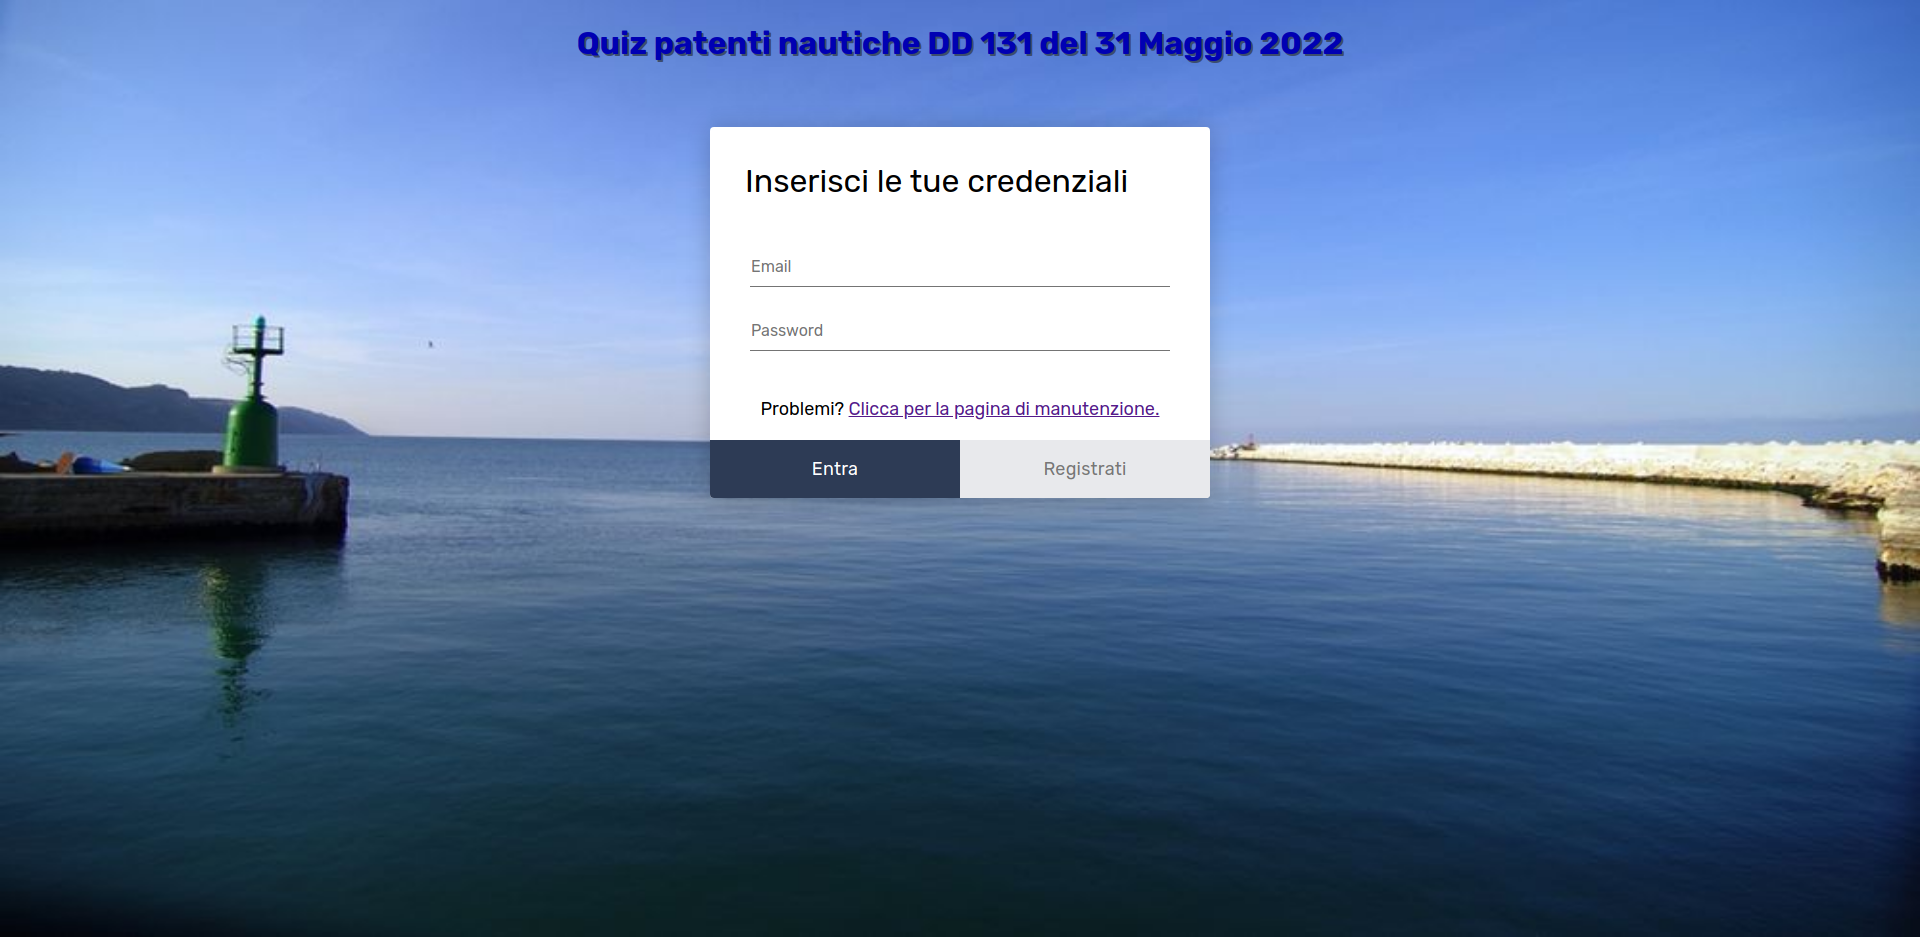 Quiz patenti nautiche DD 131 del 31 Maggio 2022
Inserisci le tue credenziali
Email
Password
Problemi? Clicca per la pagina di manutenzione.
Entra
Registrati